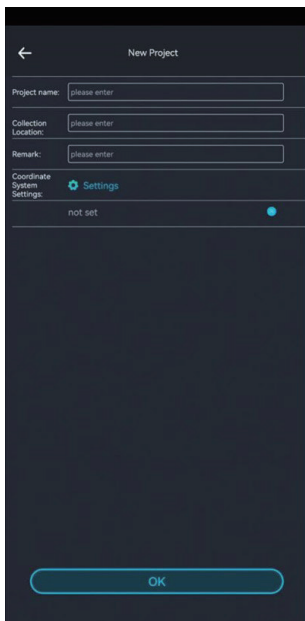 New Project
Project name: please enter
Collection
Location:
please enter
Remark: please enter
Coordinate
System
Settings:
Settings
not set
OK